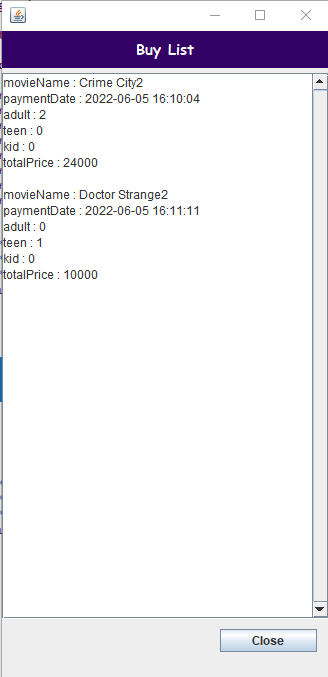 Buy List
movieName : Crime City2
paymentDate : 2022-06-05 16:10:04
adult : 2
teen : 0
kid : 0
totalPrice : 24000
movieName : Doctor Strange2
paymentDate : 2022-06-05 16:11:11
adult : 0
teen : 1
kid : 0
totalPrice : 10000
Close